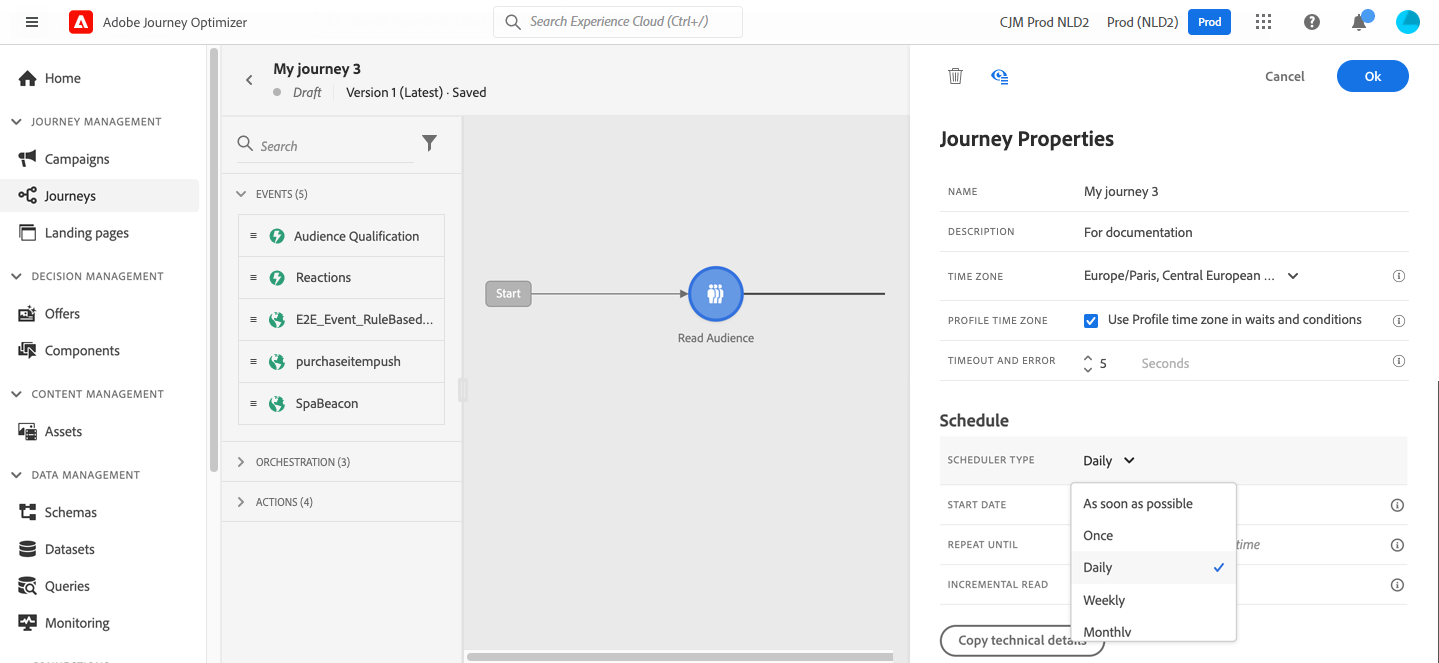 Adobe Journey Optimizer
Search Experience Cloud (Ctrl+/)
CJM Prod NLD2
Prod (NLD2)
Prod
Home
JOURNEY MANAGEMENT
Campaigns
Journeys
Landing pages
DECISION MANAGEMENT
Offers
Components
CONTENT MANAGEMENT
Assets
DATA MANAGEMENT
Schemas
Datasets
Queries
Monitoring
My journey 3
Draft
Version 1 (Latest) · Saved
Search
EVENTS (5)
Audience Qualification
Reactions
E2E_Event_RuleBased...
purchaseitempush
SpaBeacon
ORCHESTRATION (3)
ACTIONS (4)
Start
Read Audience
Cancel
Ok
Journey Properties
NAME
My journey 3
DESCRIPTION
For documentation
TIME ZONE
Europe/Paris, Central European ...
PROFILE TIME ZONE
Use Profile time zone in waits and conditions
TIMEOUT AND ERROR
5
Seconds
Schedule
SCHEDULER TYPE
Daily
As soon as possible
Once
Daily
Weekly
Monthly
START DATE
REPEAT UNTIL
time
INCREMENTAL READ
Copy technical details